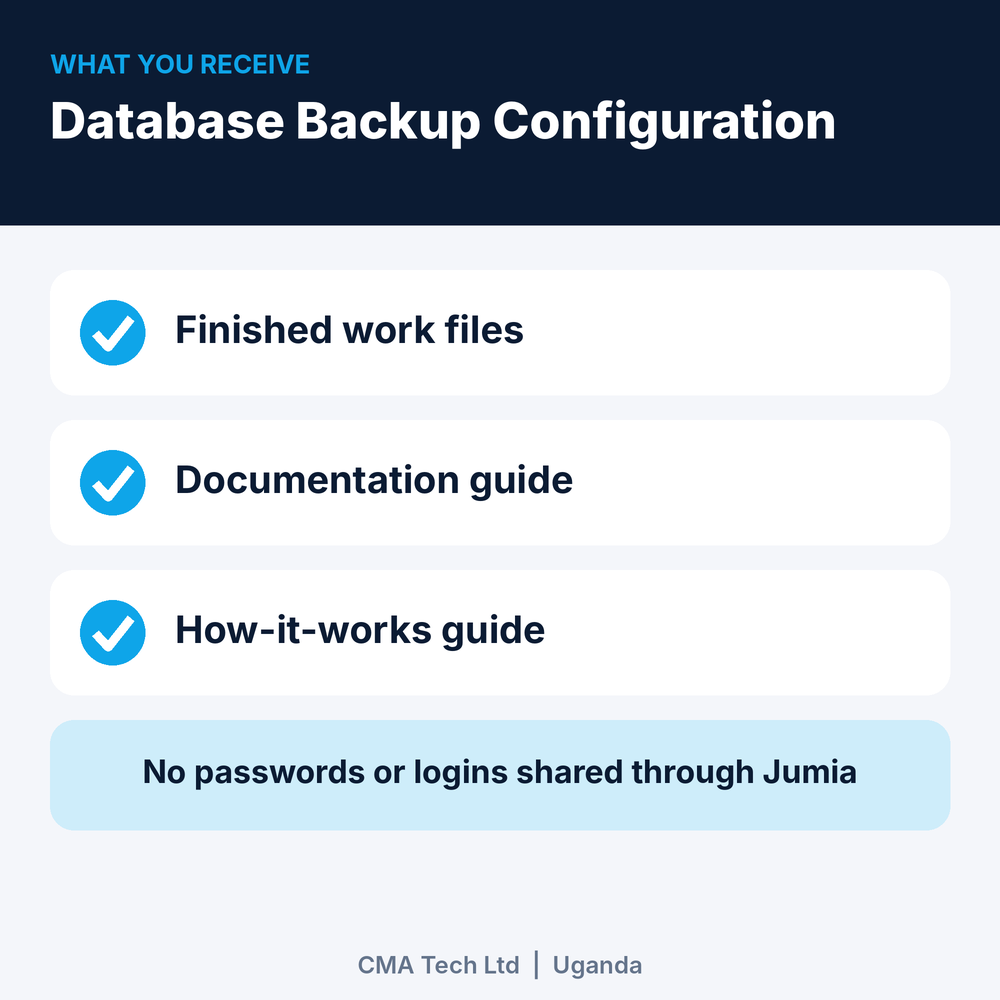 WHAT YOU RECEIVE
Database Backup Configuration
Finished work files
Documentation guide
How-it-works guide
No passwords or logins shared through Jumia
CMA Tech Ltd | Uganda